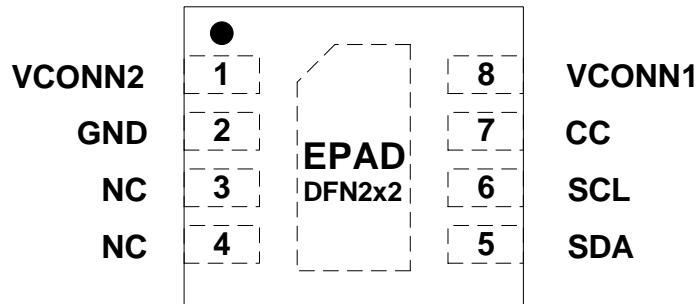 VCONN2 1 8 VCONN1
GND 2 7 CC
EPAD
NC 3 DFN2x2 6 SCL
NC 4 5 SDA